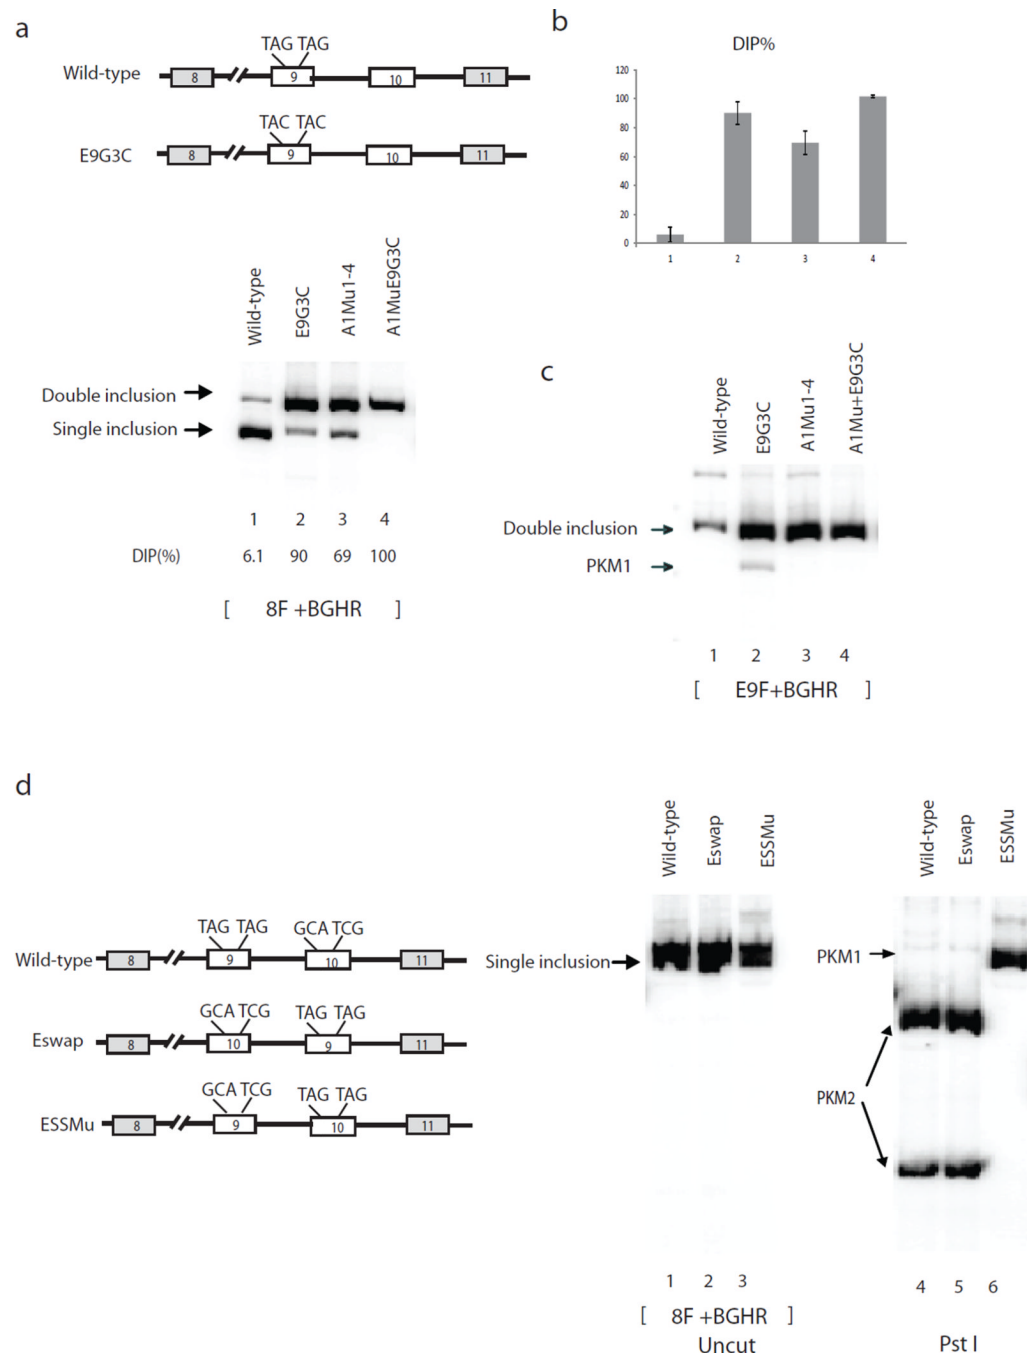 a
TAG TAG
Wild-type
8
9
10
11
TAC TAC
E9G3C
8
9
10
11
Wild-type
E9G3C
A1Mu1-4
A1MuE9G3C
Double inclusion
Single inclusion
1 2 3 4
DIP(%) 6.1 90 69 100
[ 8F +BGHR ]
b
DIP%
120
100
80
60
40
20
0
1 2 3 4
c
Wild-type
E9G3C
A1Mu1-4
A1Mu+E9G3C
Double inclusion
PKM1
1 2 3 4
[ E9F+BGHR ]
d
TAG TAG GCA TCG
Wild-type
8
9
10
11
GCA TCG TAG TAG
Eswap
8
10
9
11
GCA TCG TAG TAG
ESSMu
8
9
10
11
Wild-type
Eswap
ESSMu
Single inclusion
1 2 3
[ 8F +BGHR ]
Uncut
Wild-type
Eswap
ESSMu
PKM1
PKM2
4 5 6
Pst I